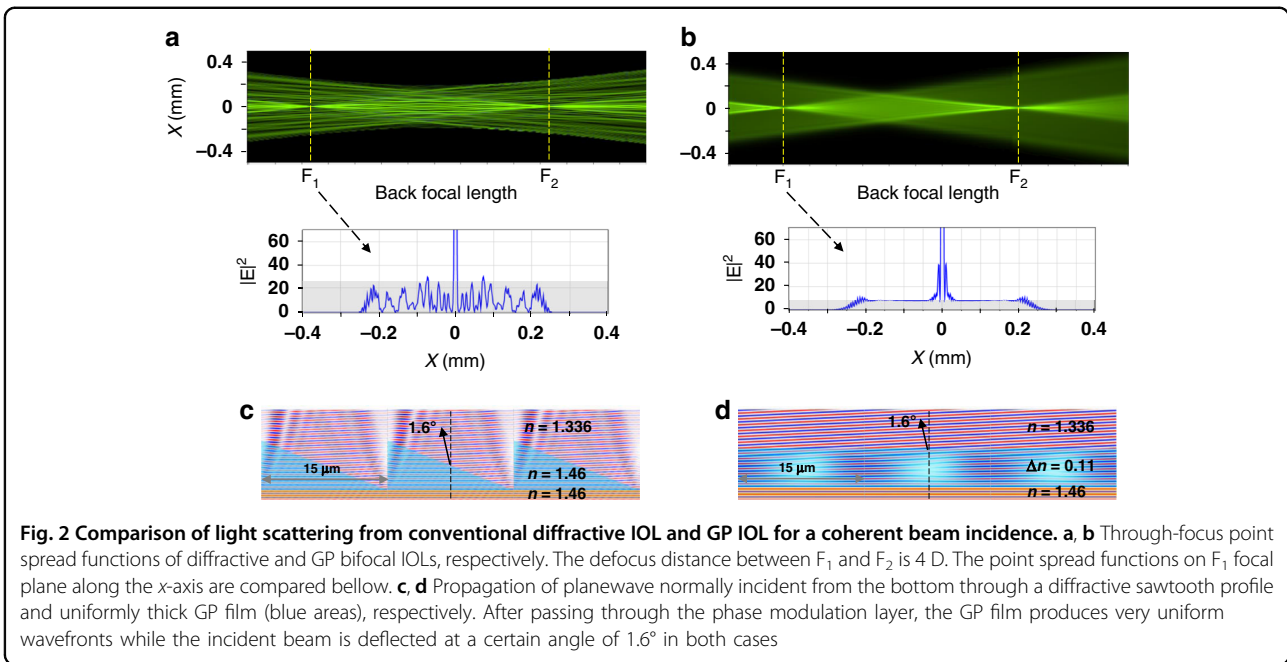 a
0.4
0
−0.4
X (mm)
F1
F2
Back focal length
60
40
20
0
|E|2
−0.4
−0.2
0
0.2
0.4
X (mm)
b
0.4
0
−0.4
F1
F2
Back focal length
60
40
20
0
|E|2
−0.4
−0.2
0
0.2
0.4
X (mm)
c
1.6°
n = 1.336
15 µm
n = 1.46
n = 1.46
d
1.6°
n = 1.336
15 µm
Δn = 0.11
n = 1.46
Fig. 2 Comparison of light scattering from conventional diffractive IOL and GP IOL for a coherent beam incidence. a, b Through-focus point
spread functions of diffractive and GP bifocal IOLs, respectively. The defocus distance between F1 and F2 is 4 D. The point spread functions on F1 focal
plane along the x-axis are compared bellow. c, d Propagation of planewave normally incident from the bottom through a diffractive sawtooth profile
and uniformly thick GP film (blue areas), respectively. After passing through the phase modulation layer, the GP film produces very uniform
wavefronts while the incident beam is deflected at a certain angle of 1.6° in both cases